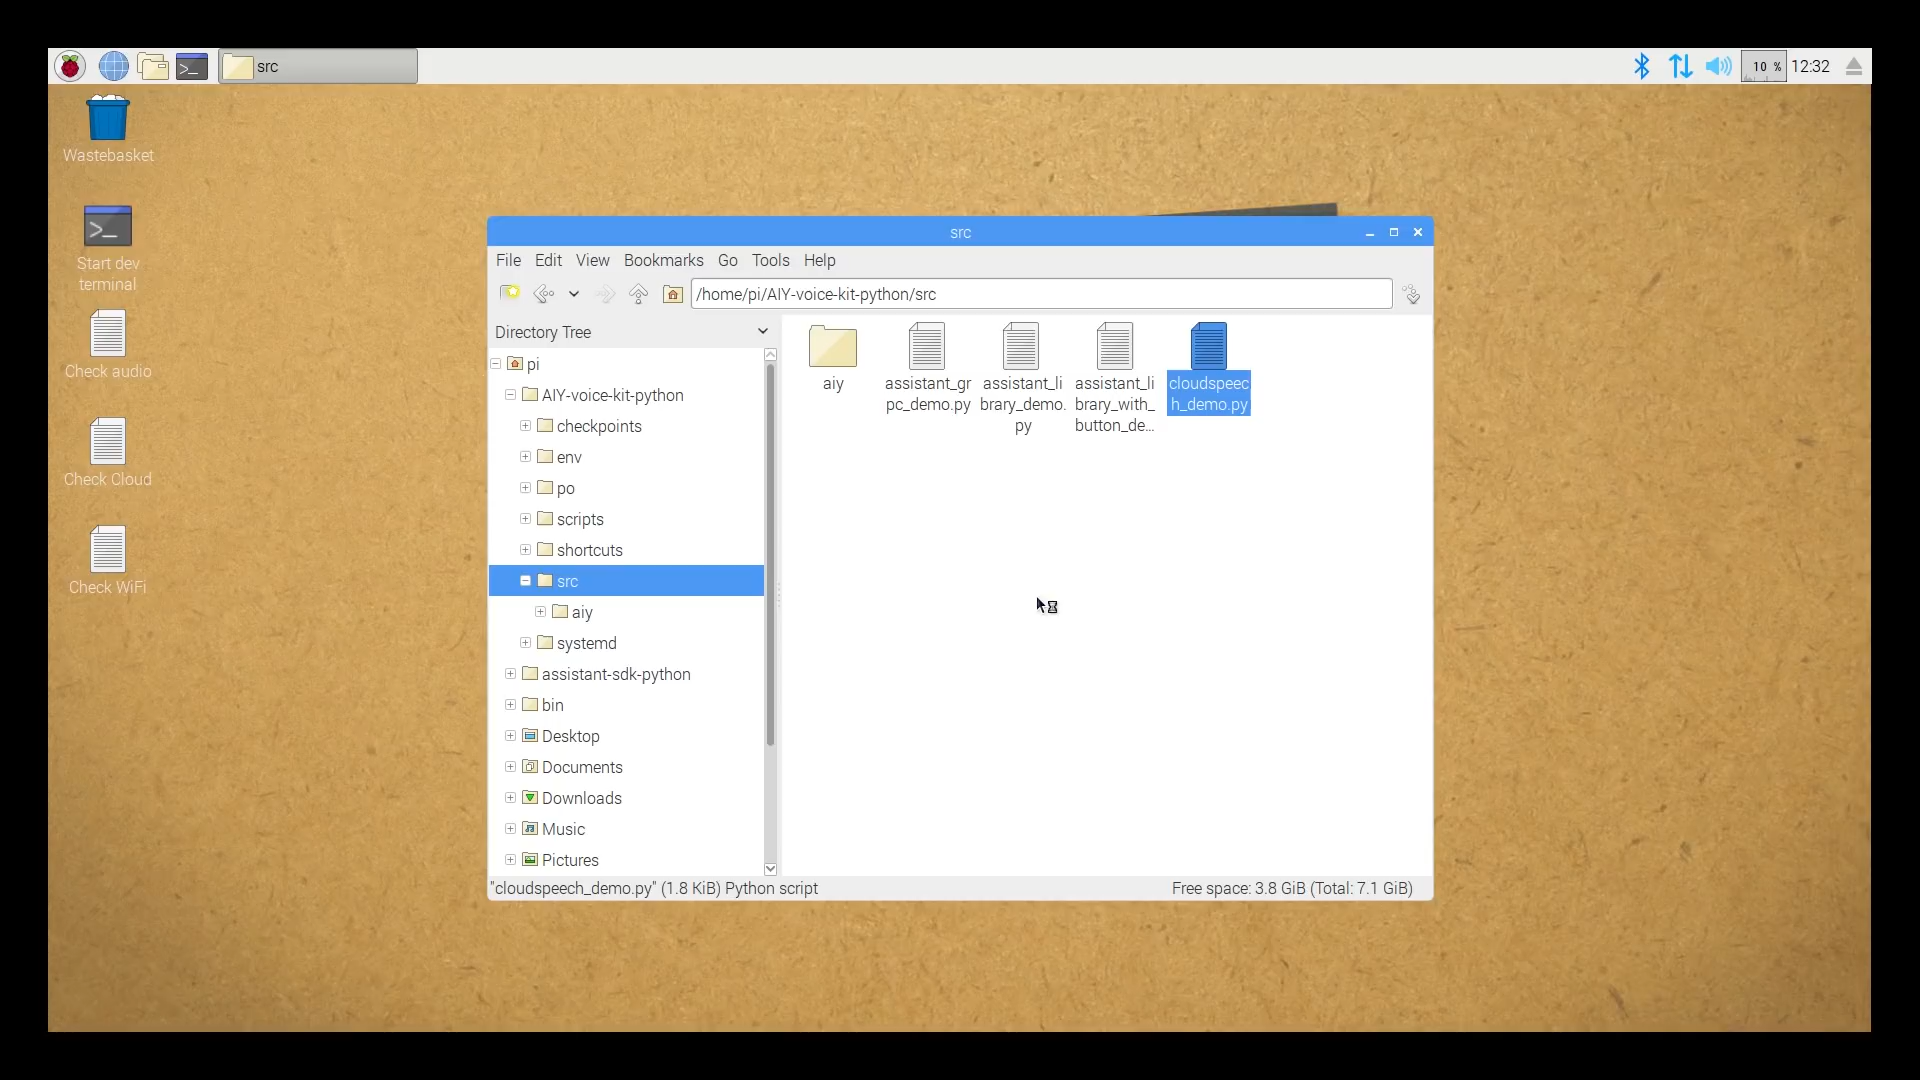 src
10 %
12:32
Wastebasket
Start dev
terminal
Check audio
Check Cloud
Check WiFi
src
File Edit View Bookmarks Go Tools Help
/home/pi/AIY-voice-kit-python/src
Directory Tree
pi
AIY-voice-kit-python
checkpoints
env
po
scripts
shortcuts
src
aiy
systemd
assistant-sdk-python
bin
Desktop
Documents
Downloads
Music
Pictures
aiy
assistant_gr
pc_demo.py
assistant_li
brary_demo.
py
assistant_li
brary_with_
button_de...
cloudspeec
h_demo.py
"cloudspeech_demo.py" (1.8 KiB) Python script
Free space: 3.8 GiB (Total: 7.1 GiB)